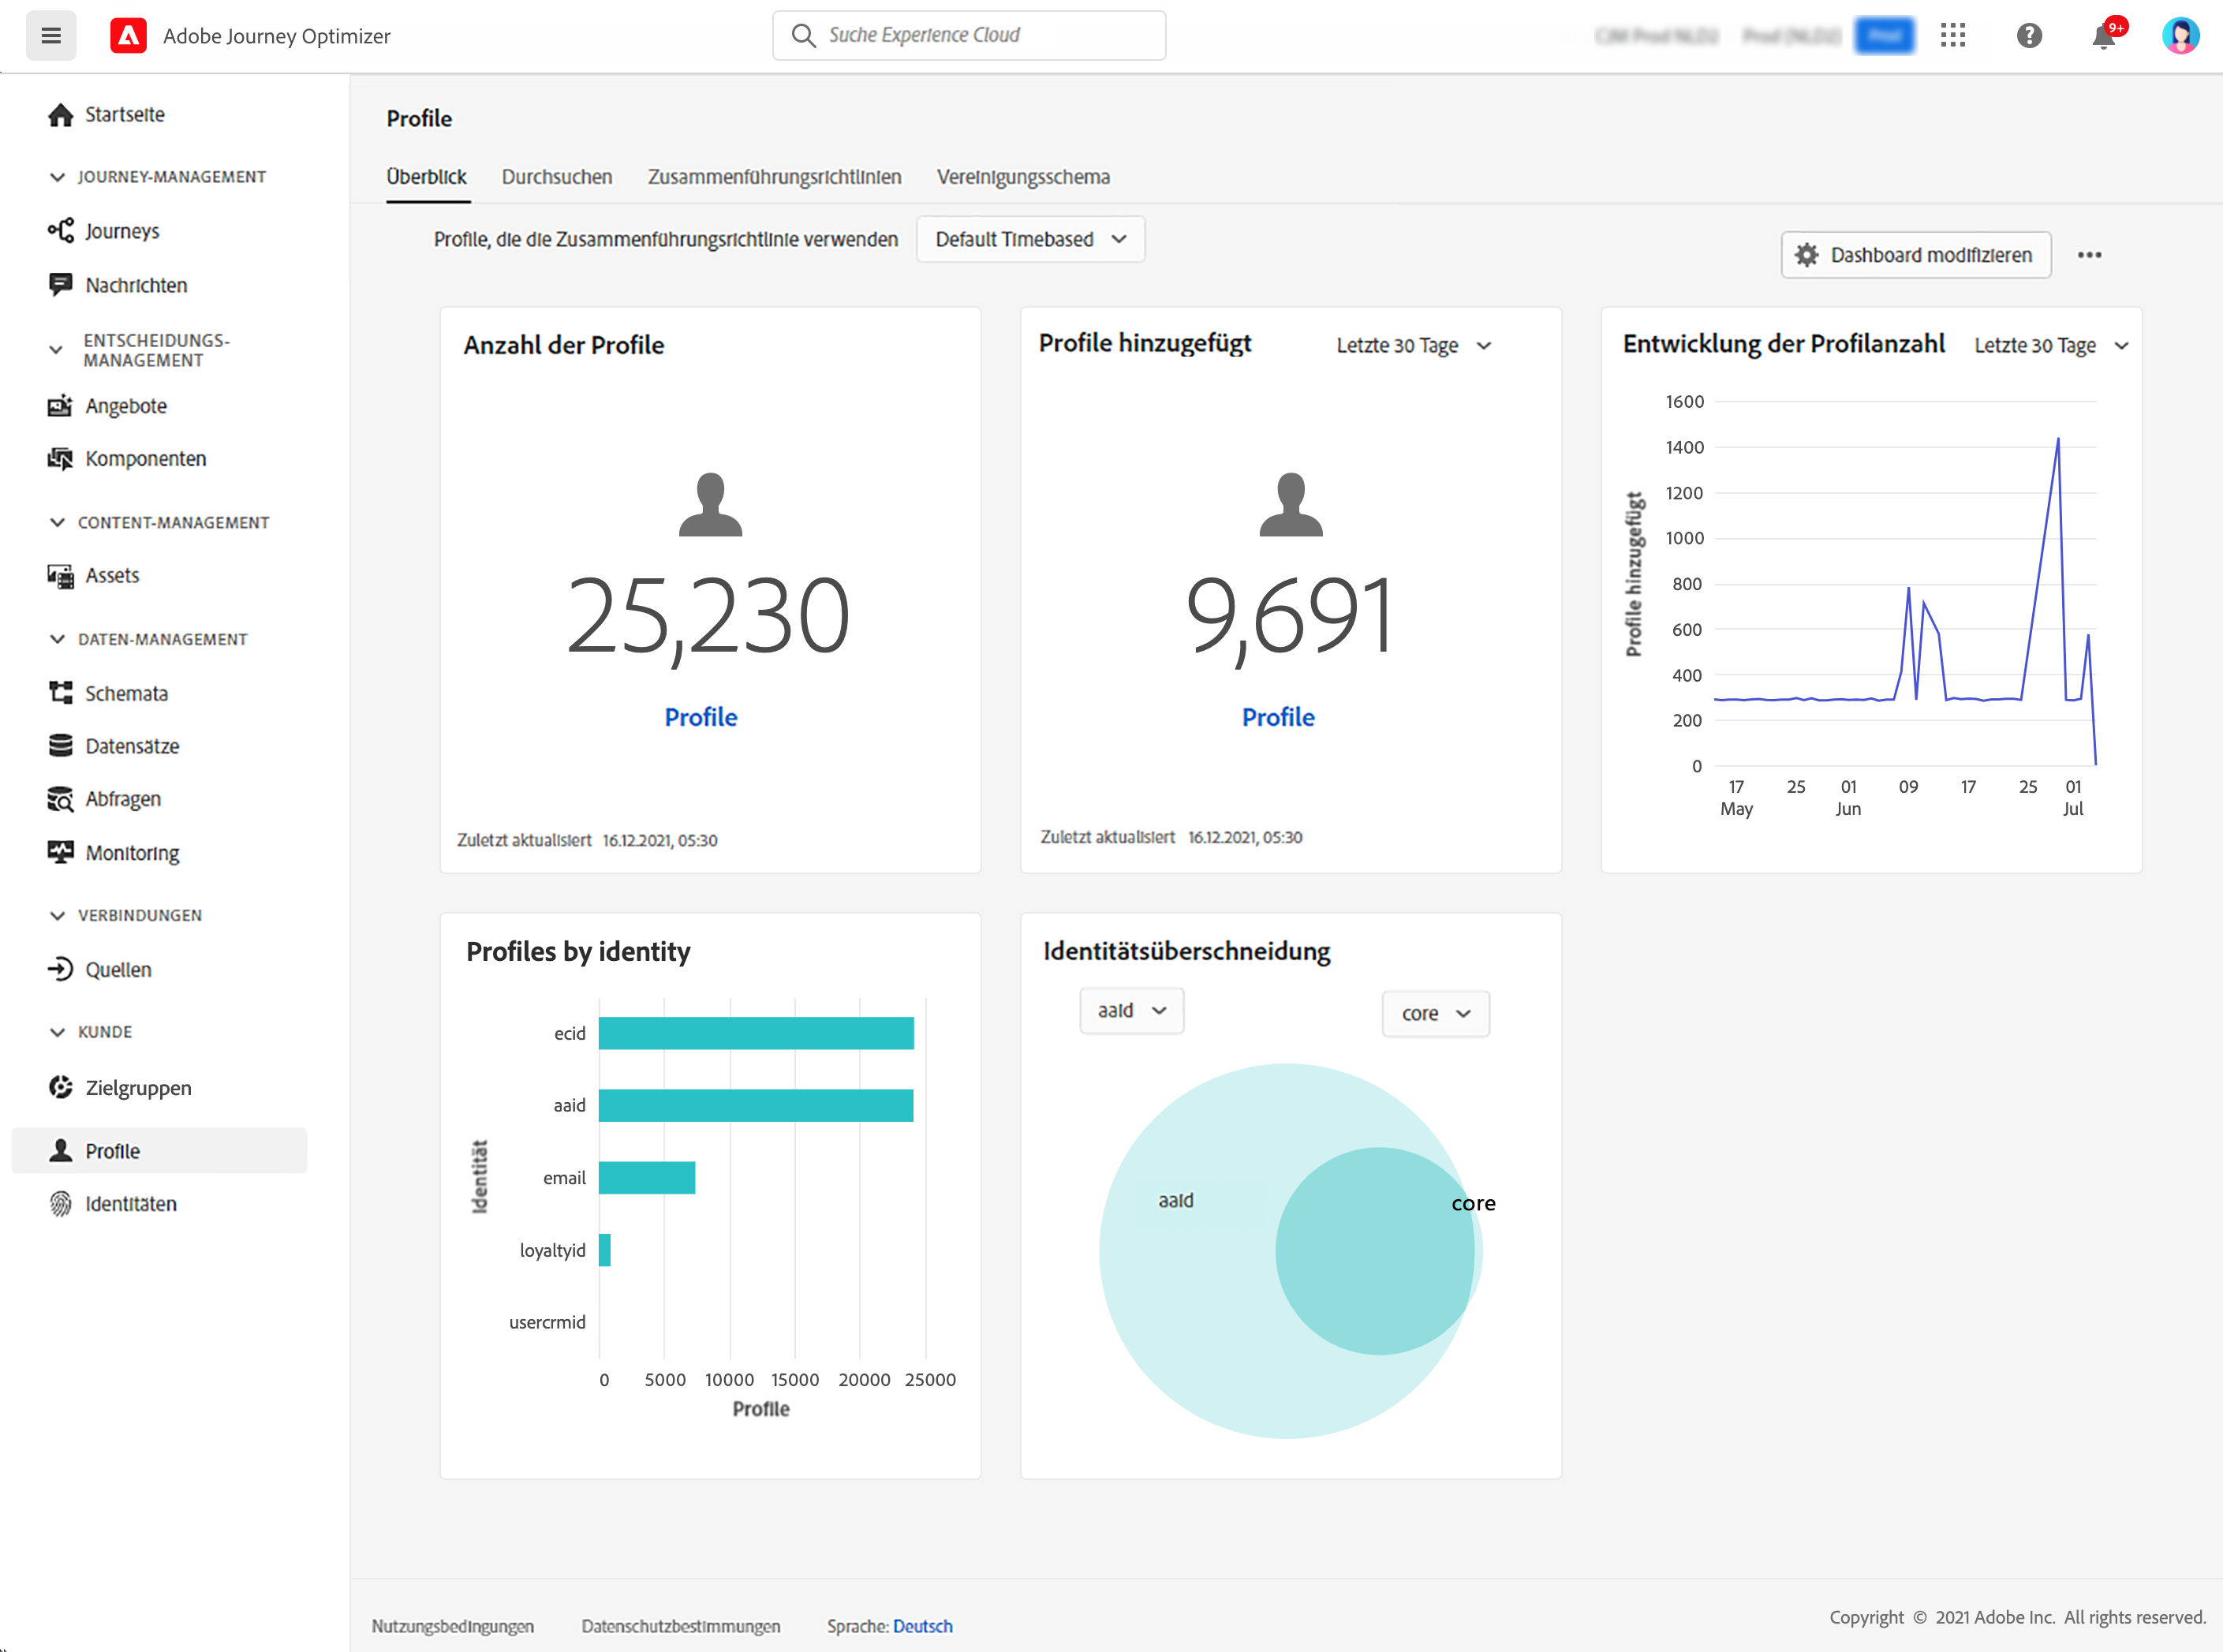 Adobe Journey Optimizer
Suche Experience Cloud
9+
Startseite
JOURNEY-MANAGEMENT
Journeys
Nachrichten
ENTSCHEIDUNGS-
MANAGEMENT
Angebote
Komponenten
CONTENT-MANAGEMENT
Assets
DATEN-MANAGEMENT
Schemata
Datensätze
Abfragen
Monitoring
VERBINDUNGEN
Quellen
KUNDE
Zielgruppen
Profile
Identitäten
Profile
Überblick Durchsuchen Zusammenführungsrichtlinien Vereinigungsschema
Profile, die die Zusammenführungsrichtlinie verwenden Default Timebased
Dashboard modifizieren
Anzahl der Profile
25,230
Profile
Zuletzt aktualisiert 16.12.2021, 05:30
Profile hinzugefügt Letzte 30 Tage
9,691
Profile
Zuletzt aktualisiert 16.12.2021, 05:30
Entwicklung der Profilanzahl Letzte 30 Tage
Profile hinzugefügt
1600
1400
1200
1000
800
600
400
200
0
17 25 01 09 17 25 01
May Jun Jul
Profiles by identity
Identität
ecid
aaid
email
loyaltyid
usercrmid
0 5000 10000 15000 20000 25000
Profile
Identitätsüberschneidung
aaid core
aaid core
Nutzungsbedingungen Datenschutzbestimmungen Sprache: Deutsch
Copyright © 2021 Adobe Inc. All rights reserved.